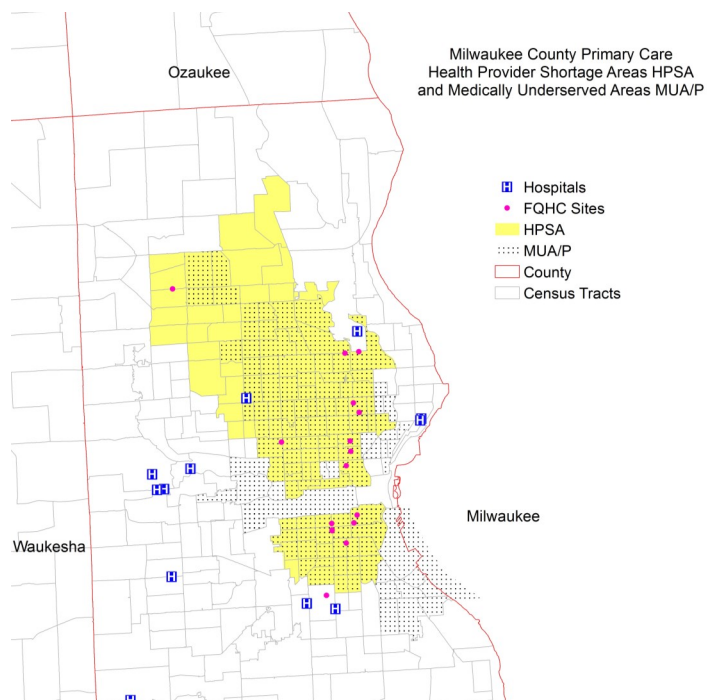 Milwaukee County Primary Care
Health Provider Shortage Areas HPSA
and Medically Underserved Areas MUA/P
Ozaukee
H Hospitals
FQHC Sites
HPSA
MUA/P
County
Census Tracts
H
H
H
H
H
H H
Milwaukee
Waukesha
H
H
H
H